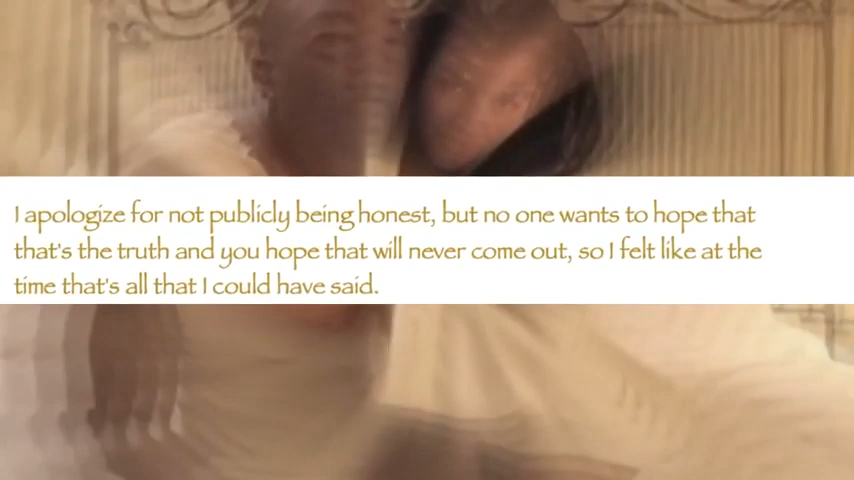 I apologize for not publicly being honest, but no one wants to hope that
that's the truth and you hope that will never come out, so I felt like at the
time that's all that I could have said.